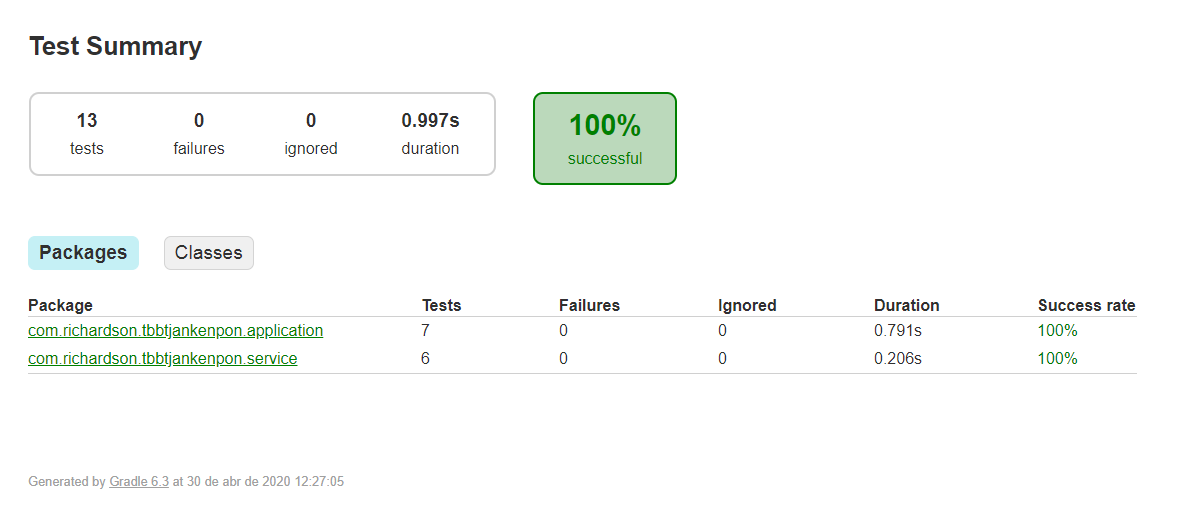 Test Summary
13 0 0 0.997s
tests failures ignored duration
100%
successful
Packages Classes
Package Tests Failures Ignored Duration Success rate
com.richardson.tbbtjankenpon.application 7 0 0 0.791s 100%
com.richardson.tbbtjankenpon.service 6 0 0 0.206s 100%
Generated by Gradle 6.3 at 30 de abr de 2020 12:27:05